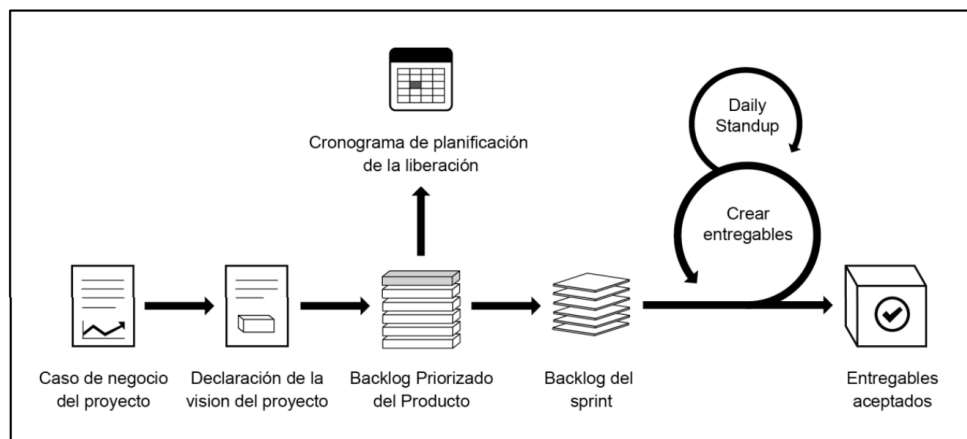 Daily
Standup
Cronograma de planificación
de la liberación
Crear
entregables
Caso de negocio
del proyecto
Declaración de la
vision del proyecto
Backlog Priorizado
del Producto
Backlog del
sprint
Entregables
aceptados